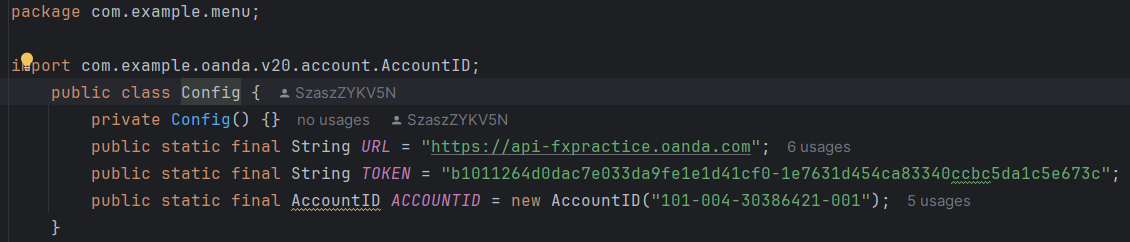 package com.example.menu;
import com.example.oanda.v20.account.AccountID;
public class Config { SzaszZYKV5N
private Config() {} no usages SzaszZYKV5N
public static final String URL = "https://api-fxpractice.oanda.com"; 6 usages
public static final String TOKEN = "b1011264d0dac7e033da9fe1e1d41cf0-1e7631d454ca83340ccbc5da1c5e673c";
public static final AccountID ACCOUNTID = new AccountID("101-004-30386421-001"); 5 usages
}